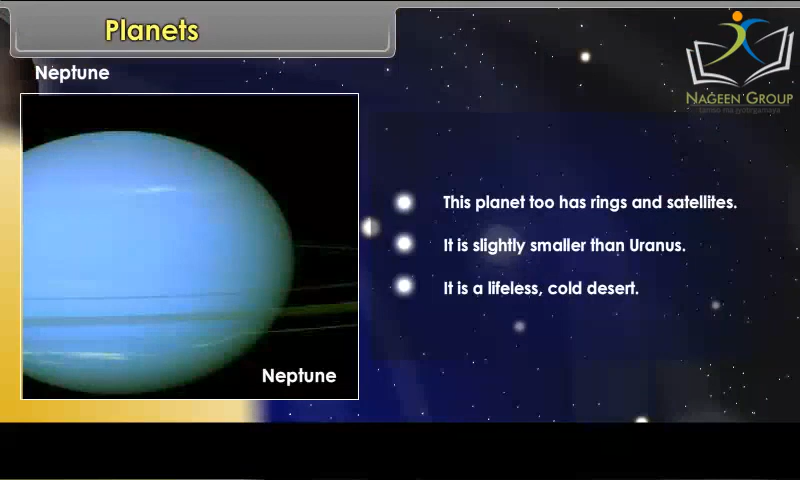 Planets
Neptune
NAGEEN GROUP
This planet too has rings and satellites.
It is slightly smaller than Uranus.
It is a lifeless, cold desert.
Neptune